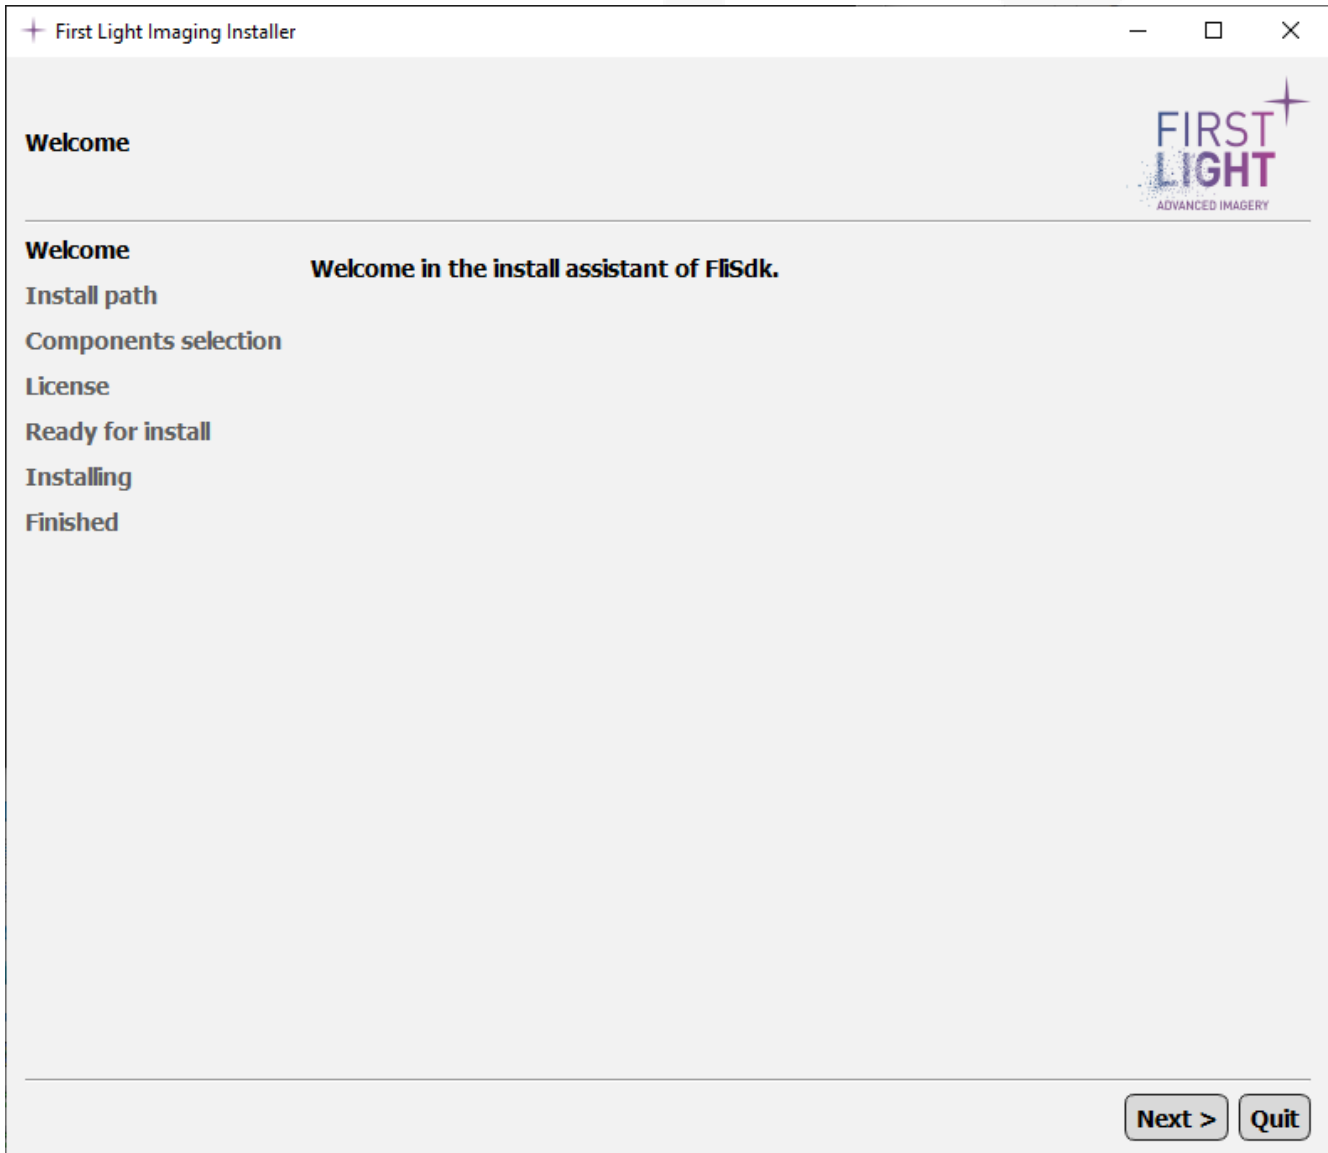 First Light Imaging Installer
Welcome
FIRST
LIGHT
ADVANCED IMAGERY
Welcome
Install path
Components selection
License
Ready for install
Installing
Finished
Welcome in the install assistant of FliSdk.
Next >
Quit